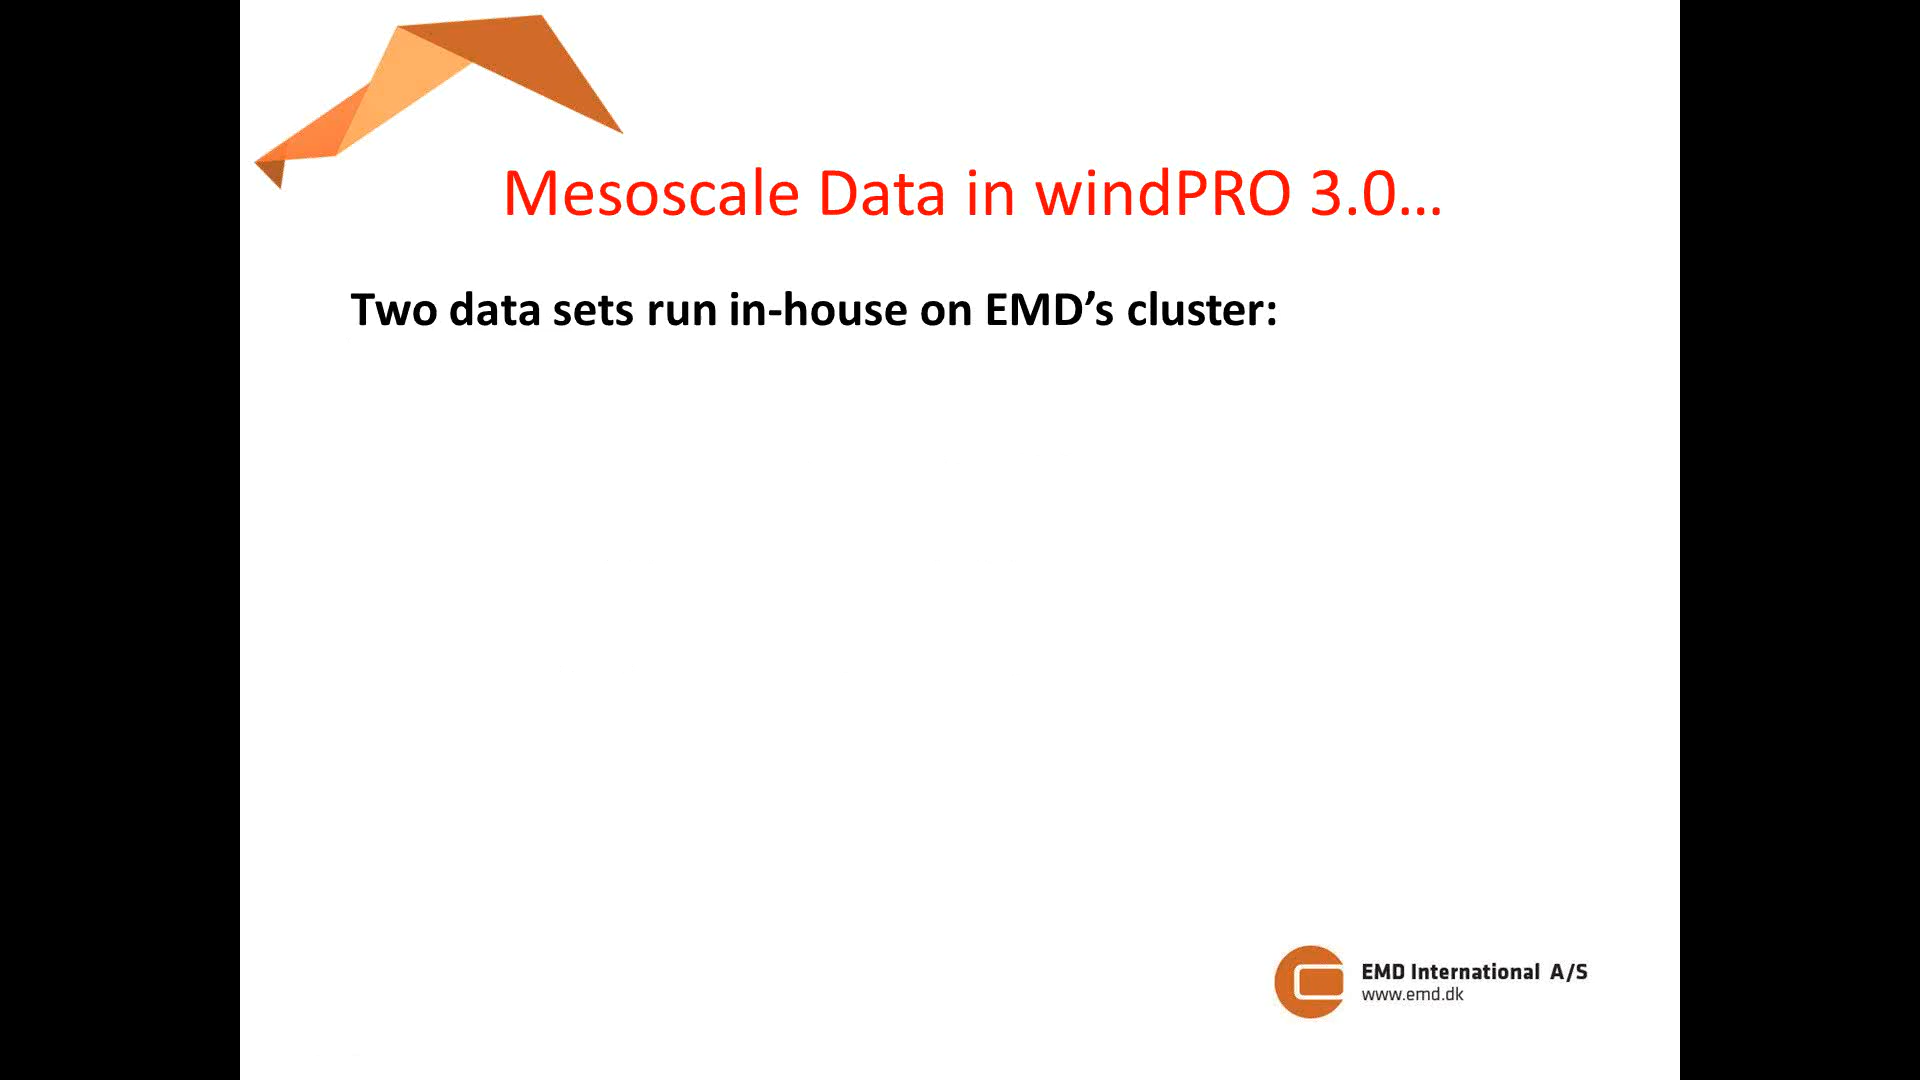 Mesoscale Data in windPRO 3.0...
Two data sets run in-house on EMD’s cluster:
EMD International A/S
www.emd.dk